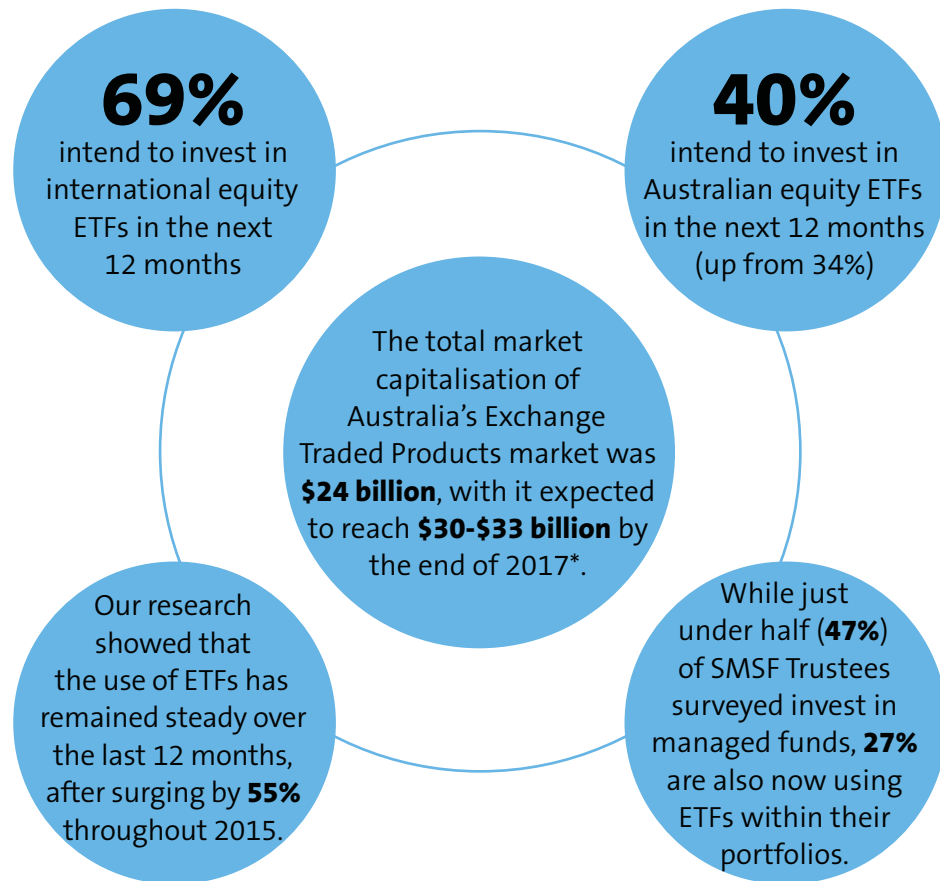 69%
intend to invest in
international equity
ETFs in the next
12 months
40%
intend to invest in
Australian equity ETFs
in the next 12 months
(up from 34%)
The total market
capitalisation of
Australia’s Exchange
Traded Products market was
$24 billion, with it expected
to reach $30-$33 billion by
the end of 2017*.
Our research
showed that
the use of ETFs has
remained steady over
the last 12 months,
after surging by 55%
throughout 2015.
While just
under half (47%)
of SMSF Trustees
surveyed invest in
managed funds, 27%
are also now using
ETFs within their
portfolios.